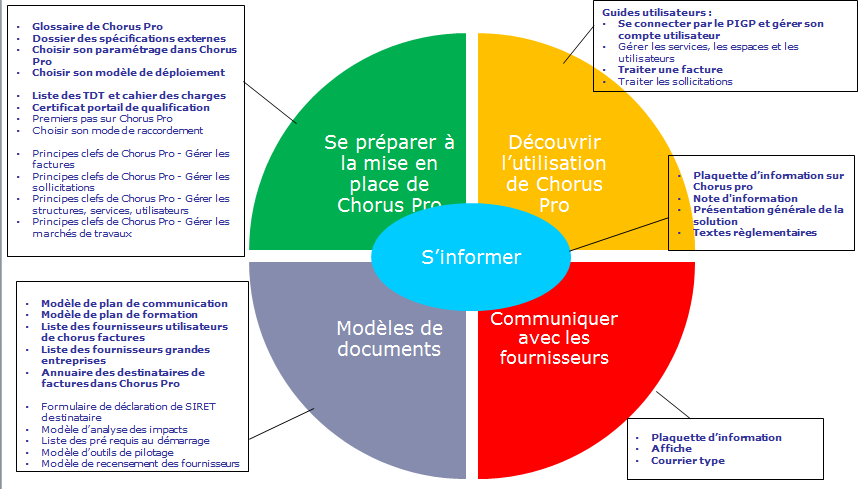 • Glossaire de Chorus Pro
• Dossier des spécifications externes
• Choisir son paramétrage dans Chorus
Pro
• Choisir son modèle de déploiement
• Liste des TDT et cahier des charges
• Certificat portail de qualification
• Premiers pas sur Chorus Pro
• Choisir son mode de raccordement
• Principes clefs de Chorus Pro - Gérer les
factures
• Principes clefs de Chorus Pro - Gérer les
sollicitations
• Principes clefs de Chorus Pro - Gérer les
structures, services, utilisateurs
• Principes clefs de Chorus Pro - Gérer les
marchés de travaux
Guides utilisateurs :
• Se connecter par le PIGP et gérer son
compte utilisateur
• Gérer les services, les espaces et les
utilisateurs
• Traiter une facture
• Traiter les sollicitations
Se préparer à
la mise en
place de
Chorus Pro
Découvrir
l'utilisation
de Chorus
Pro
• Plaquette d'information sur
Chorus pro
• Note d'information
• Présentation générale de la
solution
• Textes règlementaires
S'informer
• Modèle de plan de communication
• Modèle de plan de formation
• Liste des fournisseurs utilisateurs
de chorus factures
• Liste des fournisseurs grandes
entreprises
• Annuaire des destinataires de
factures dans Chorus Pro
• Formulaire de déclaration de SIRET
destinataire
• Modèle d'analyse des impacts
• Liste des pré requis au démarrage
• Modèle d'outils de pilotage
• Modèle de recensement des fournisseurs
Modèles de
documents
Communiquer
avec les
fournisseurs
• Plaquette d'information
• Affiche
• Courrier type